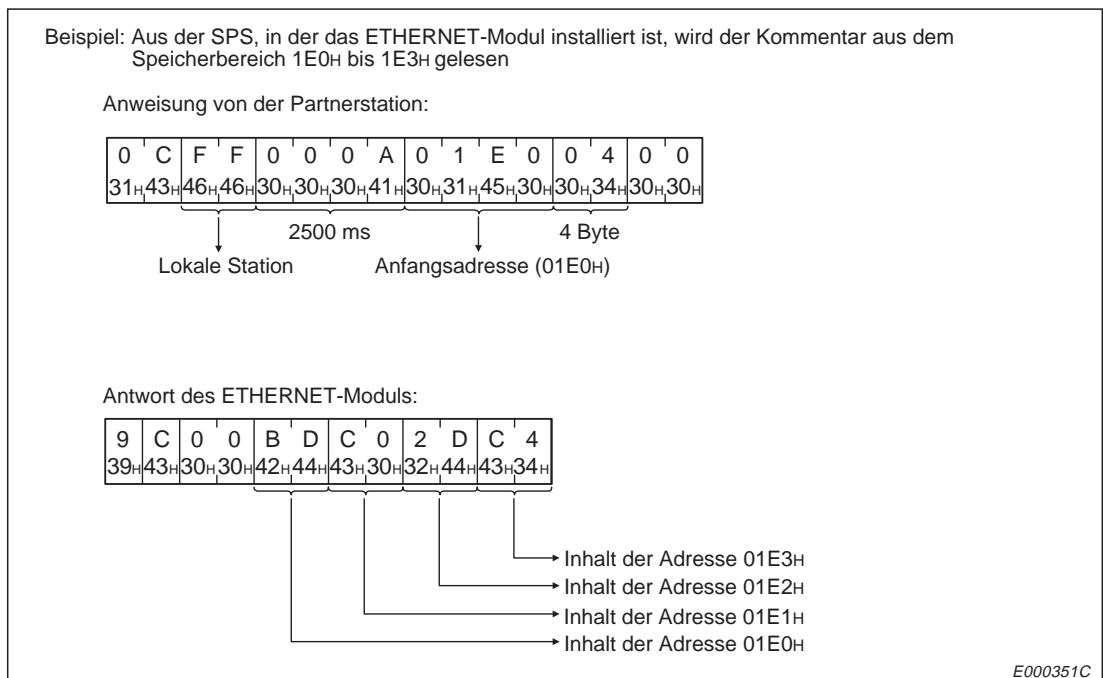 Beispiel: Aus der SPS, in der das ETHERNET-Modul installiert ist, wird der Kommentar aus dem
Speicherbereich 1E0H bis 1E3H gelesen
Anweisung von der Partnerstation:
0 C F F 0 0 0 A 0 1 E 0 0 4 0 0
31H 43H 46H 46H 30H 30H 30H 41H 30H 31H 45H 30H 30H 34H 30H 30H
2500 ms 4 Byte
Lokale Station Anfangsadresse (01E0H)
Antwort des ETHERNET-Moduls:
9 C 0 0 B D C 0 2 D C 4
39H 43H 30H 30H 42H 44H 43H 30H 32H 44H 43H 34H
Inhalt der Adresse 01E3H
Inhalt der Adresse 01E2H
Inhalt der Adresse 01E1H
Inhalt der Adresse 01E0H
E000351C